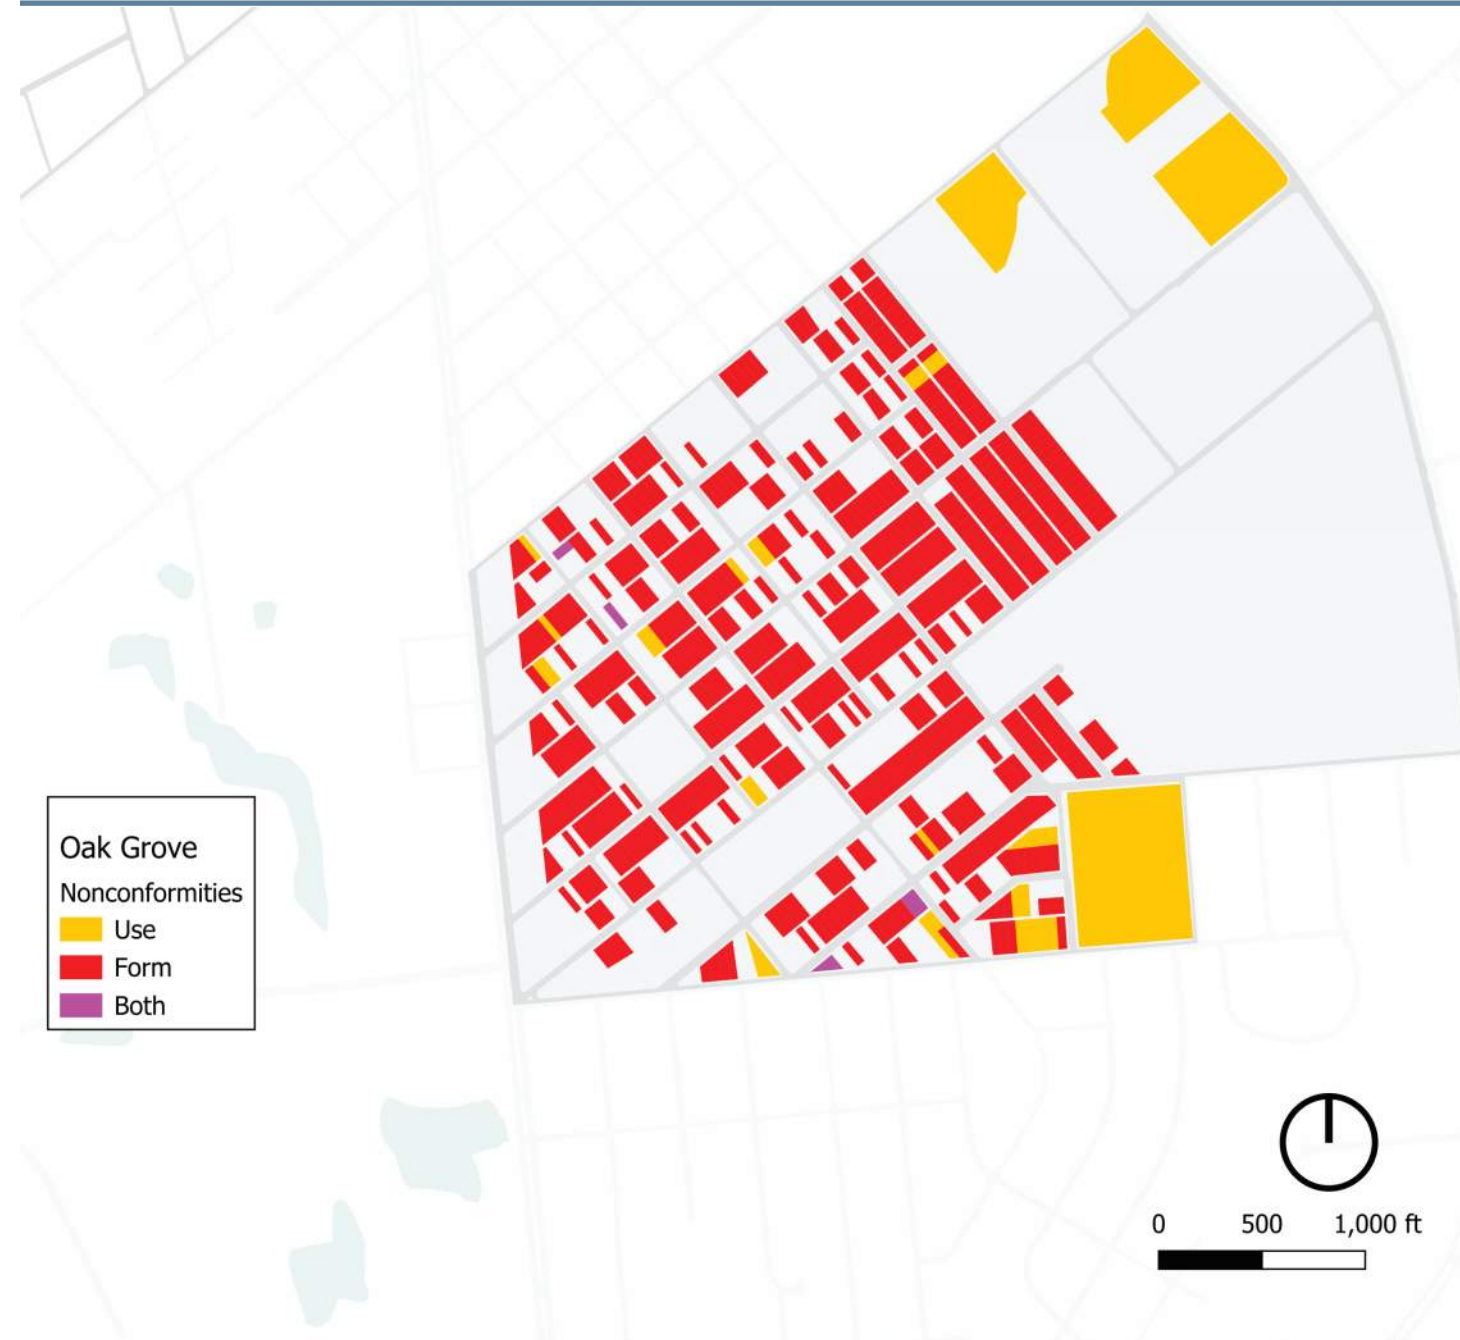 Oak Grove
Nonconformities
Use
Form
Both
0 500 1,000 ft